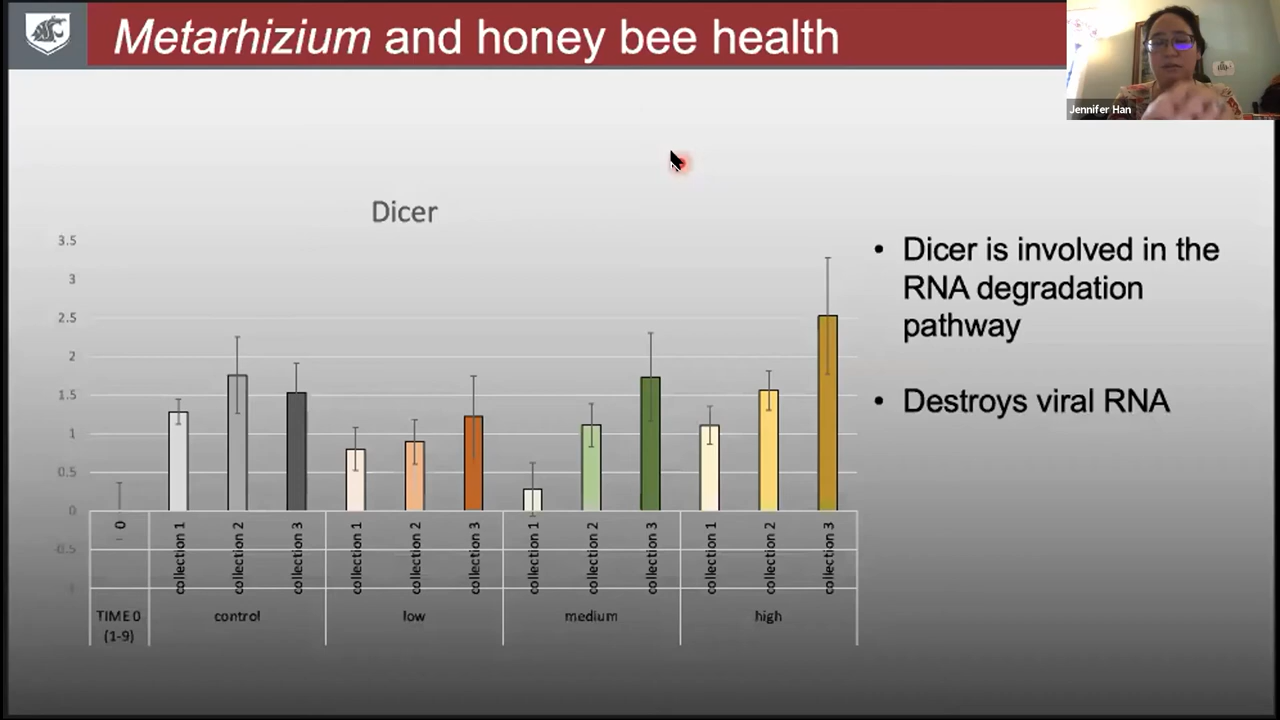 Metarhizium and honey bee health
Jennifer Han
Dicer
3.5
3
2.5
2
1.5
1
0.5
0
-0.5
0
collection 1
collection 2
collection 3
collection 1
collection 2
collection 3
collection 1
collection 2
collection 3
collection 1
collection 2
collection 3
TIME 0
(1-9)
control
low
medium
high
• Dicer is involved in the
RNA degradation
pathway
• Destroys viral RNA